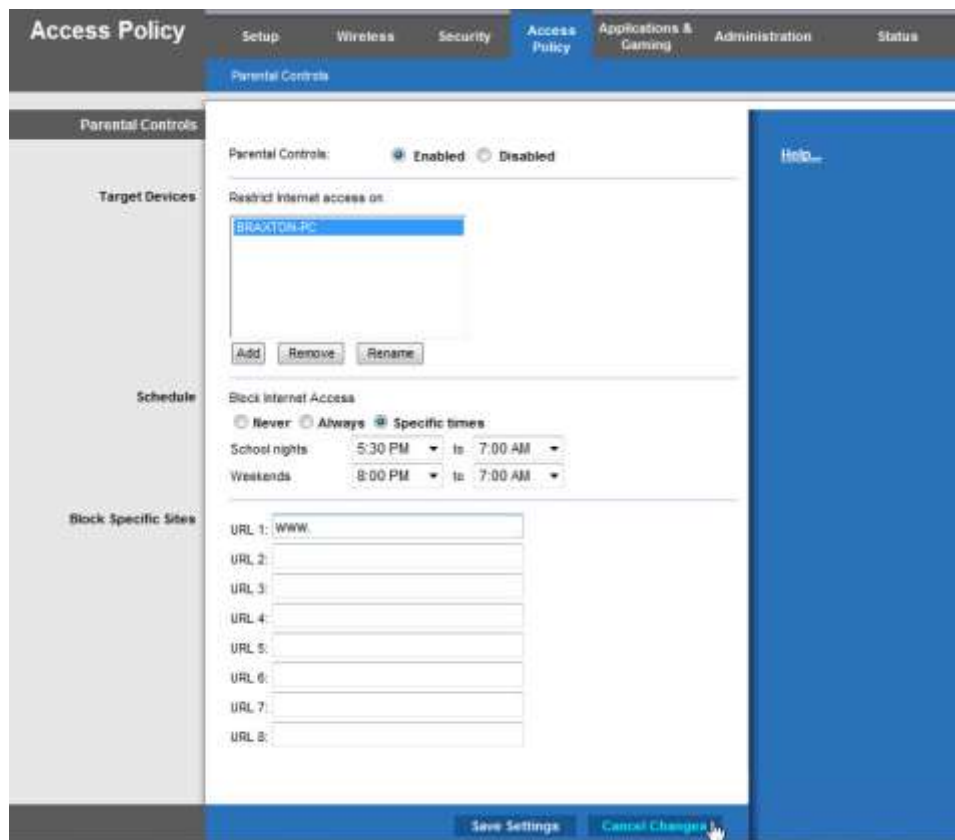 Access Policy
Setup Wireless Security Access Policy Applications & Gaming Administration Status
Parental Controls
Parental Controls
Parental Controls: Enabled Disabled
Help...
Target Devices
Restrict Internet access on
BRAXTON-PC
Add Remove Rename
Schedule
Block Internet Access
Never Always Specific times
School nights 5:30 PM to 7:00 AM
Weekends 8:00 PM to 7:00 AM
Block Specific Sites
URL 1: www.
URL 2:
URL 3:
URL 4:
URL 5:
URL 6:
URL 7:
URL 8:
Save Settings Cancel Changes